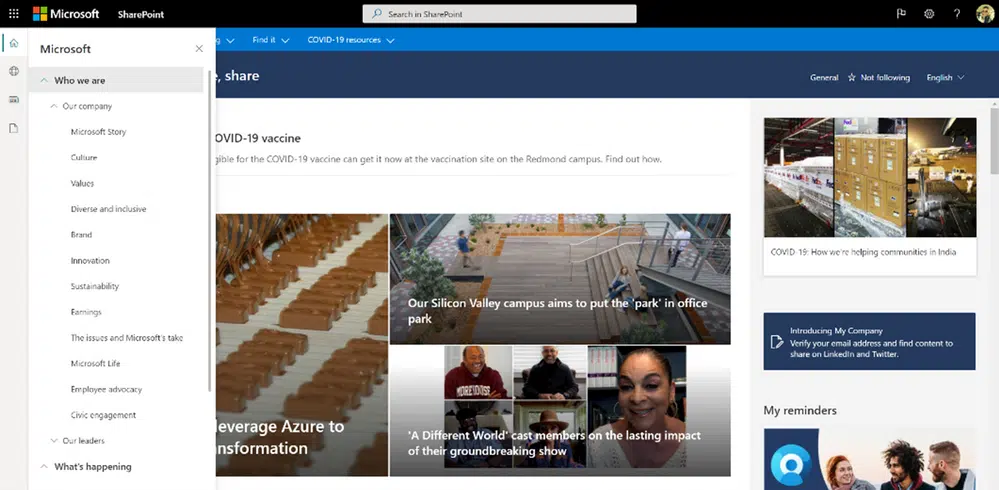 Microsoft SharePoint
Search in SharePoint
?
Microsoft
Find it
COVID-19 resources
Who we are
, share
General
Not following
English
Our company
Microsoft Story
Culture
Values
Diverse and inclusive
Brand
Innovation
Sustainability
Earnings
The issues and Microsoft's take
Microsoft Life
Employee advocacy
Civic engagement
Our leaders
What's happening
OVID-19 vaccine
gible for the COVID-19 vaccine can get it now at the vaccination site on the Redmond campus. Find out how.
leverage Azure to
nsformation
Our Silicon Valley campus aims to put the 'park' in office
park
MOREHOUSE
'A Different World' cast members on the lasting impact
of their groundbreaking show
FedEx
COVID-19: How we're helping communities in India
Introducing My Company
Verify your email address and find content to
share on LinkedIn and Twitter.
My reminders